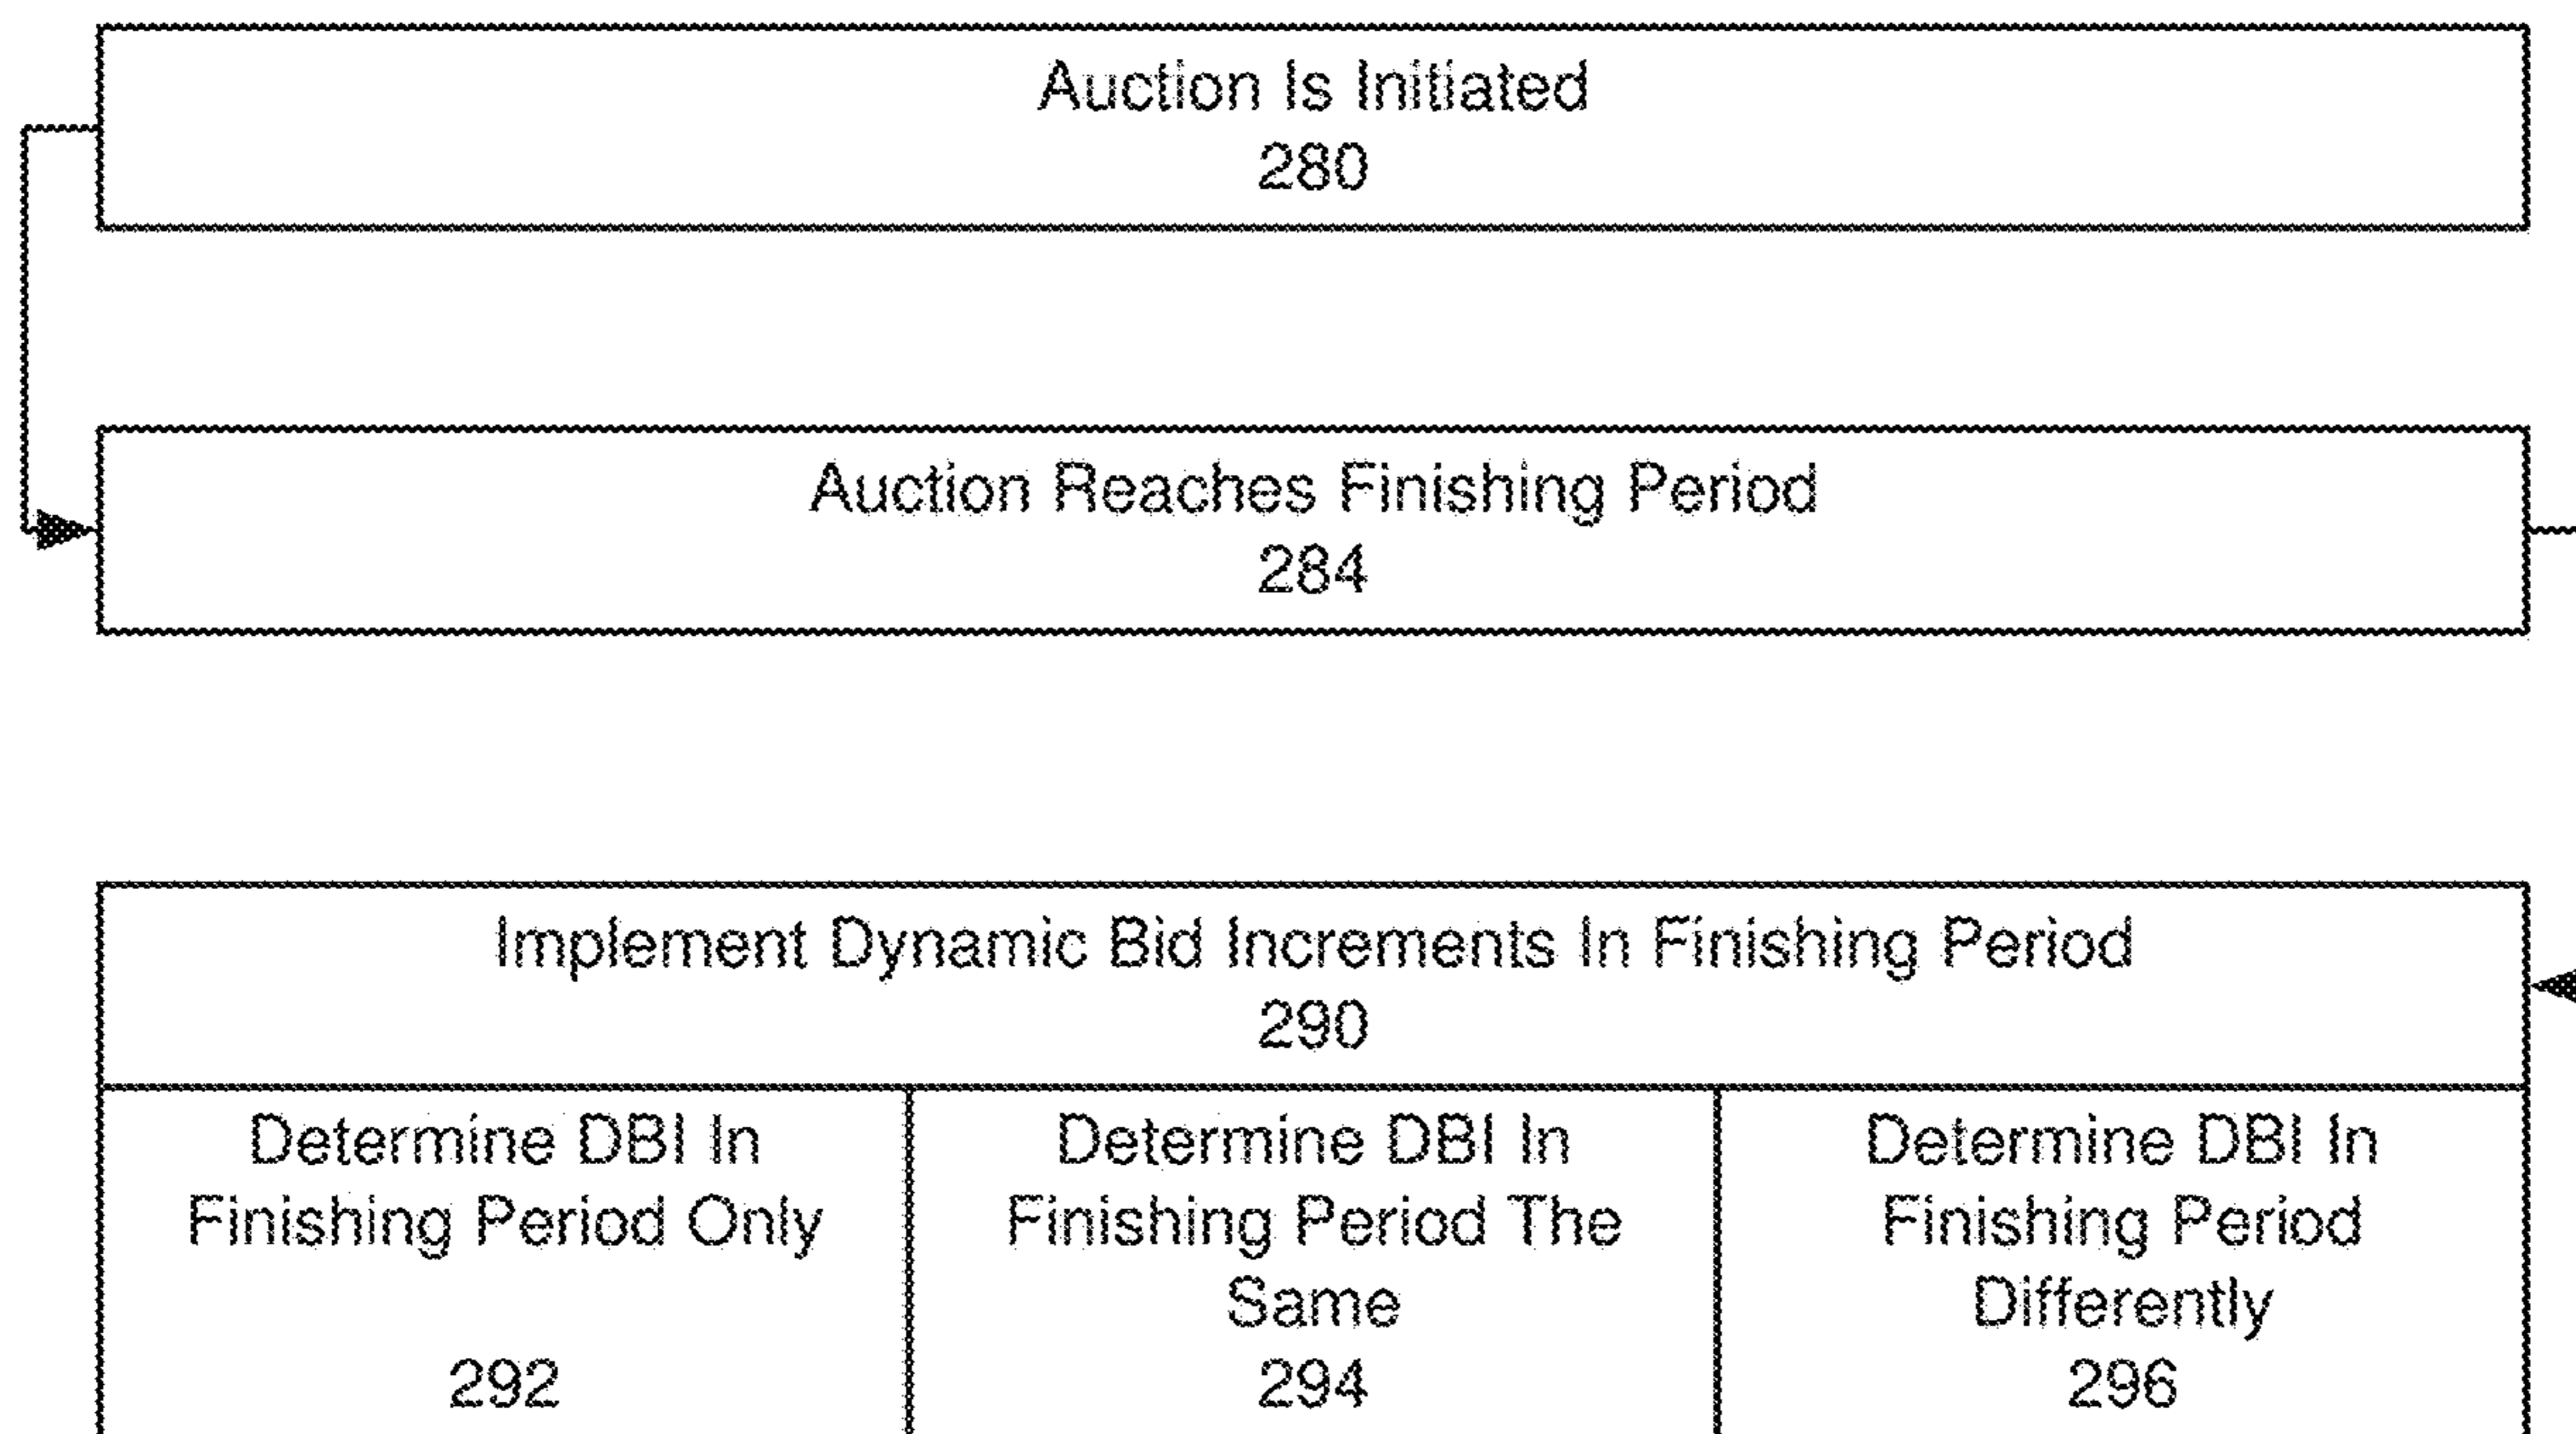 Auction Is Initiated
280
Auction Reaches Finishing Period
284
Implement Dynamic Bid Increments In Finishing Period
290
Determine DBI In
Finishing Period Only
292
Determine DBI In
Finishing Period The
Same
294
Determine DBI In
Finishing Period
Differently
296